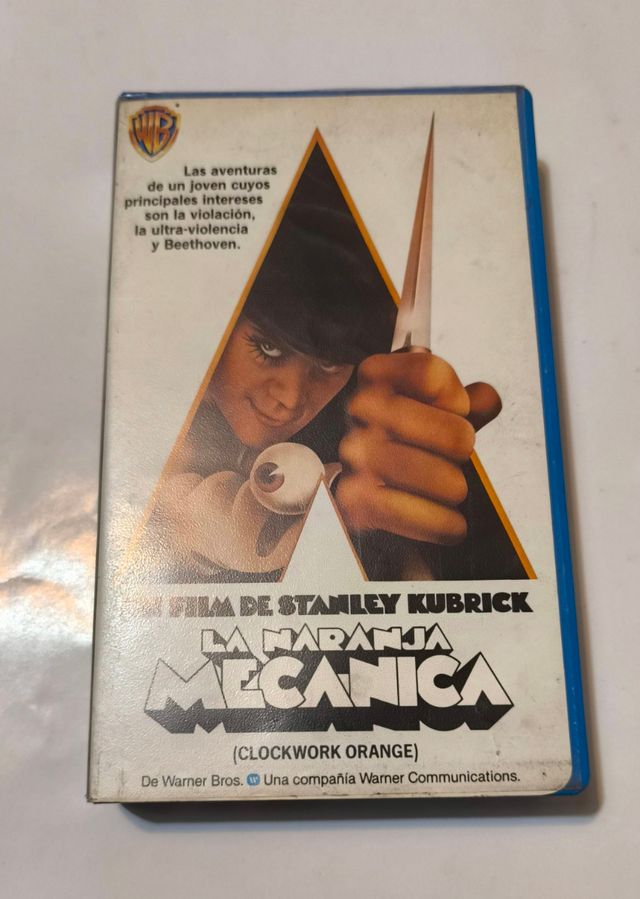 WB
Las aventuras
de un joven cuyos
principales intereses
son la violación,
la ultra-violencia
y Beethoven.
UN FILM DE STANLEY KUBRICK
LA NARANJA
MECANICA
(CLOCKWORK ORANGE)
De Warner Bros. W Una compañía Warner Communications.